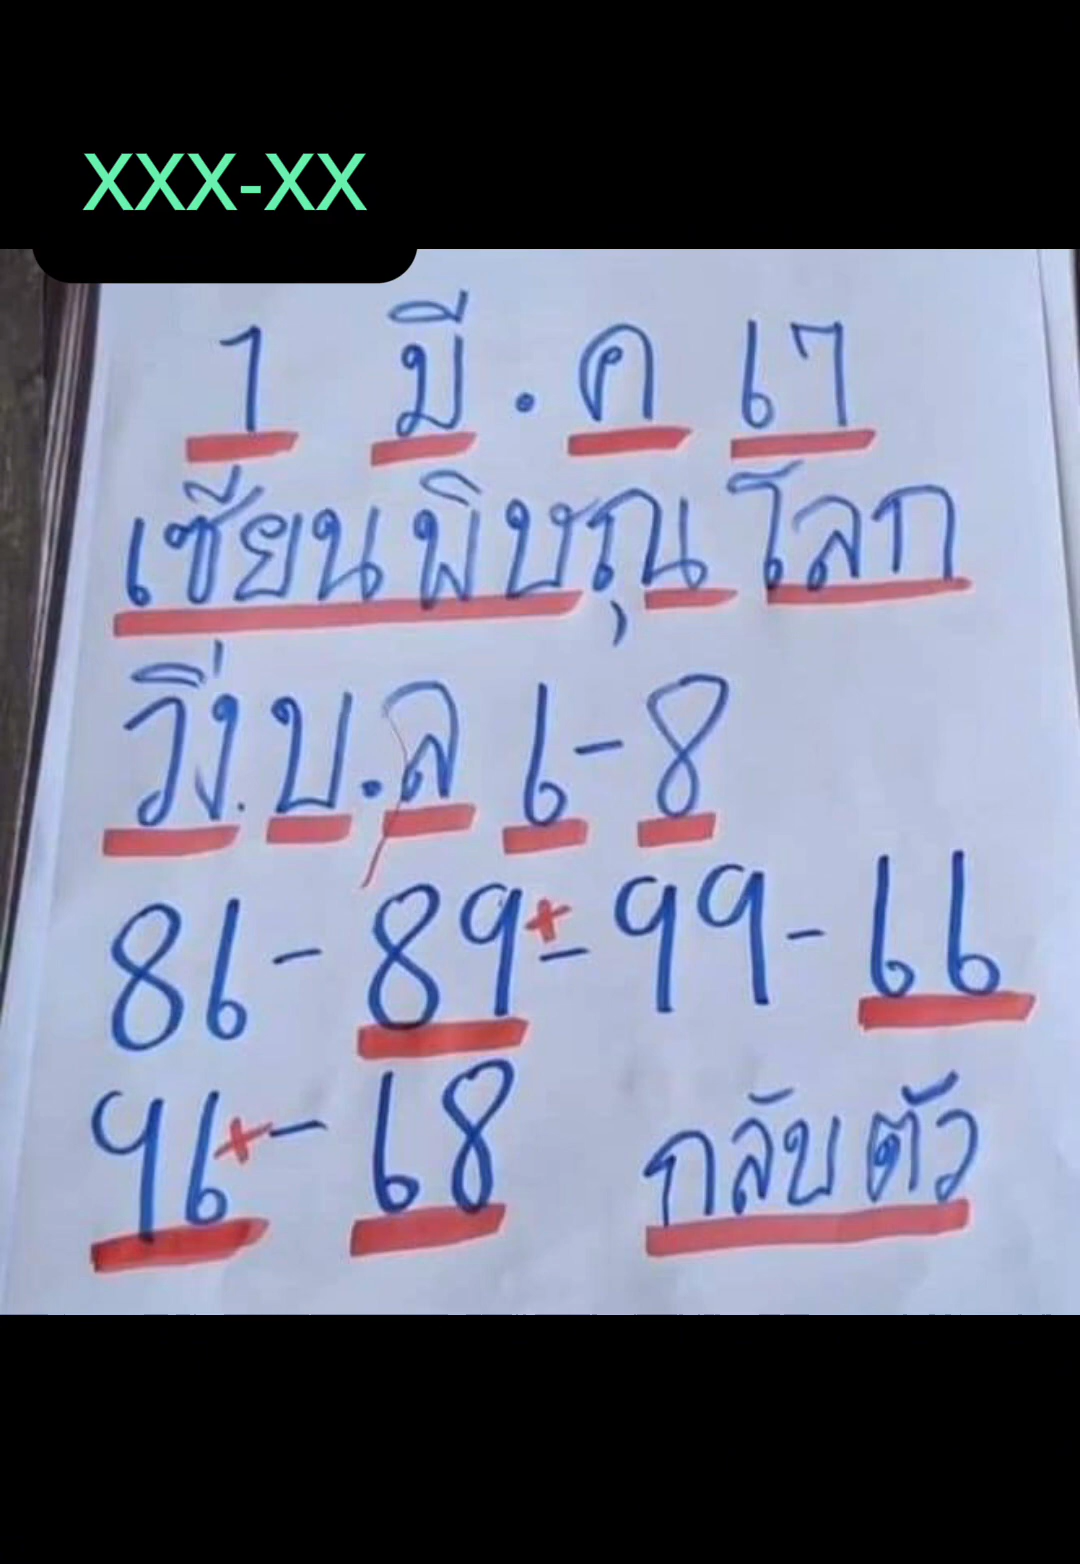 XXX-XX
1 มี.ค 67
เซียนพิษณุโลก
วิ่ง.บ.ล 6-8
86-89+-99-66
96+-68 กลับตัว